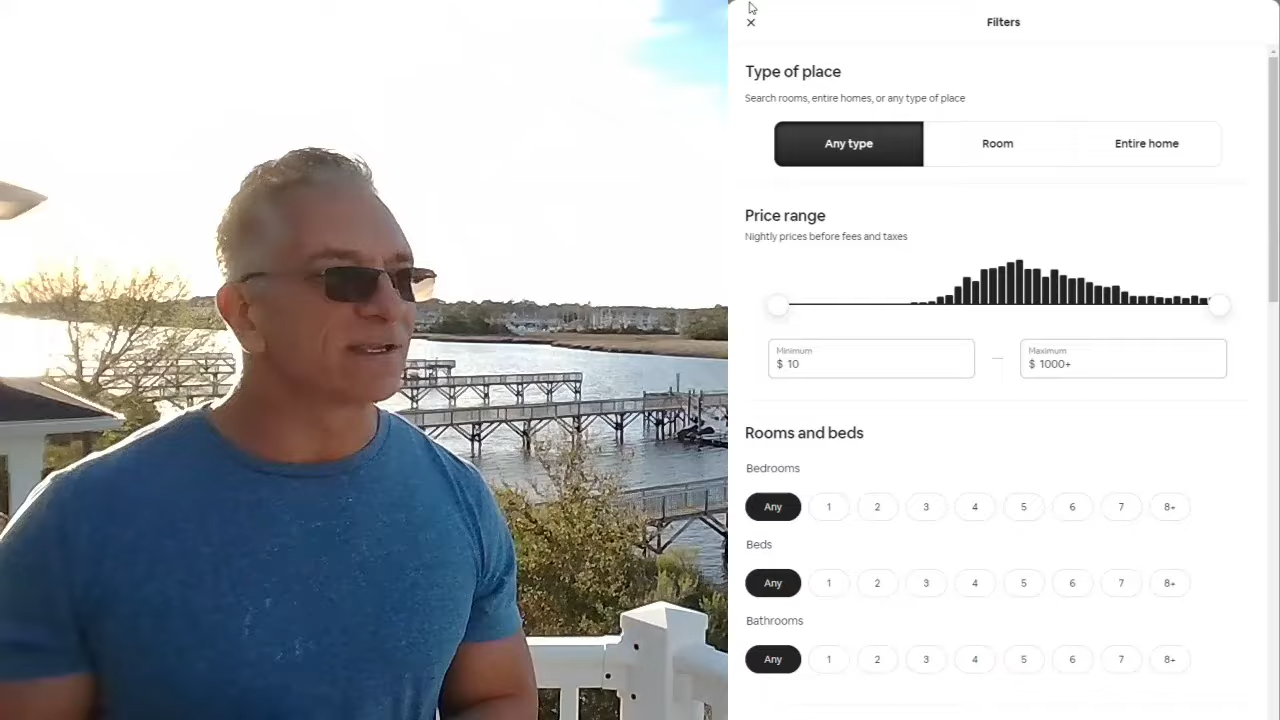 Filters
Type of place
Search rooms, entire homes, or any type of place
Any type Room Entire home
Price range
Nightly prices before fees and taxes
Minimum Maximum
$ 10 $ 1000+
Rooms and beds
Bedrooms
Any 1 2 3 4 5 6 7 8+
Beds
Any 1 2 3 4 5 6 7 8+
Bathrooms
Any 1 2 3 4 5 6 7 8+